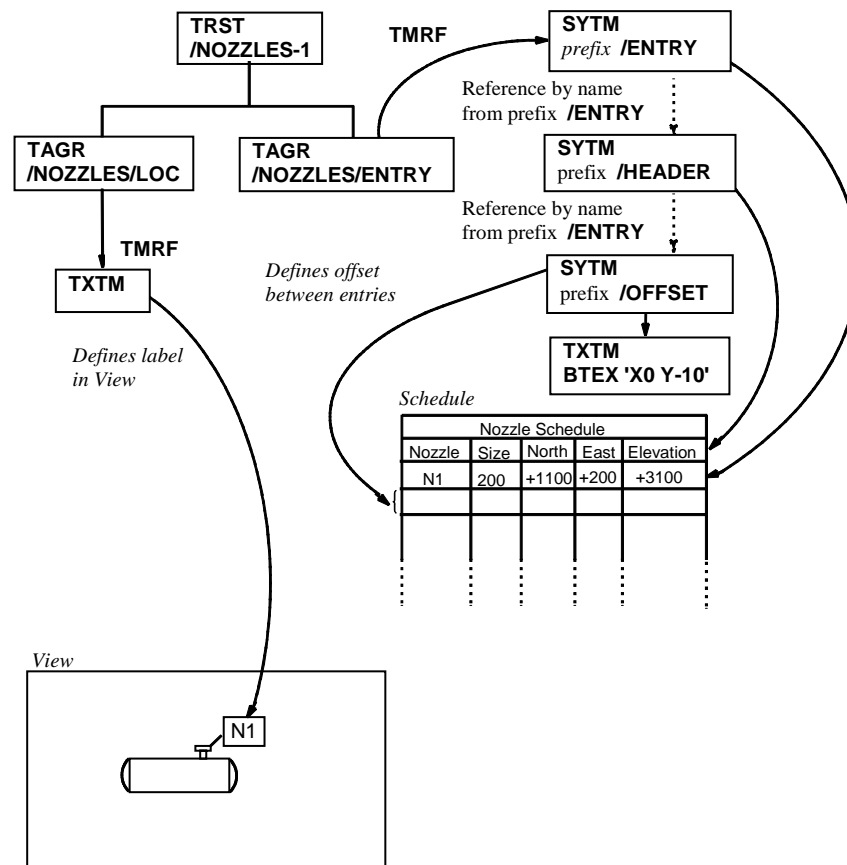 TRST
/NOZZLES-1
TMRF
SYTM
prefix /ENTRY
Reference by name
from prefix /ENTRY
TAGR
/NOZZLES/LOC
TAGR
/NOZZLES/ENTRY
SYTM
prefix /HEADER
Reference by name
from prefix /ENTRY
TMRF
TXTM
Defines offset
between entries
SYTM
prefix /OFFSET
Defines label
in View
TXTM
BTEX 'X0 Y-10'
Schedule
Nozzle Schedule
Nozzle Size North East Elevation
N1 200 +1100 +200 +3100
View
N1